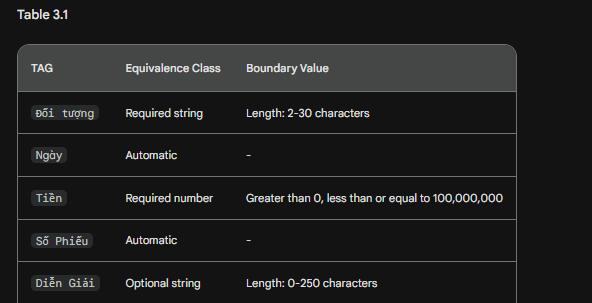 Table 3.1
TAG Equivalence Class Boundary Value
Đối tượng Required string Length: 2-30 characters
Ngày Automatic -
Tiền Required number Greater than 0, less than or equal to 100,000,000
Số Phiếu Automatic -
Diễn Giải Optional string Length: 0-250 characters